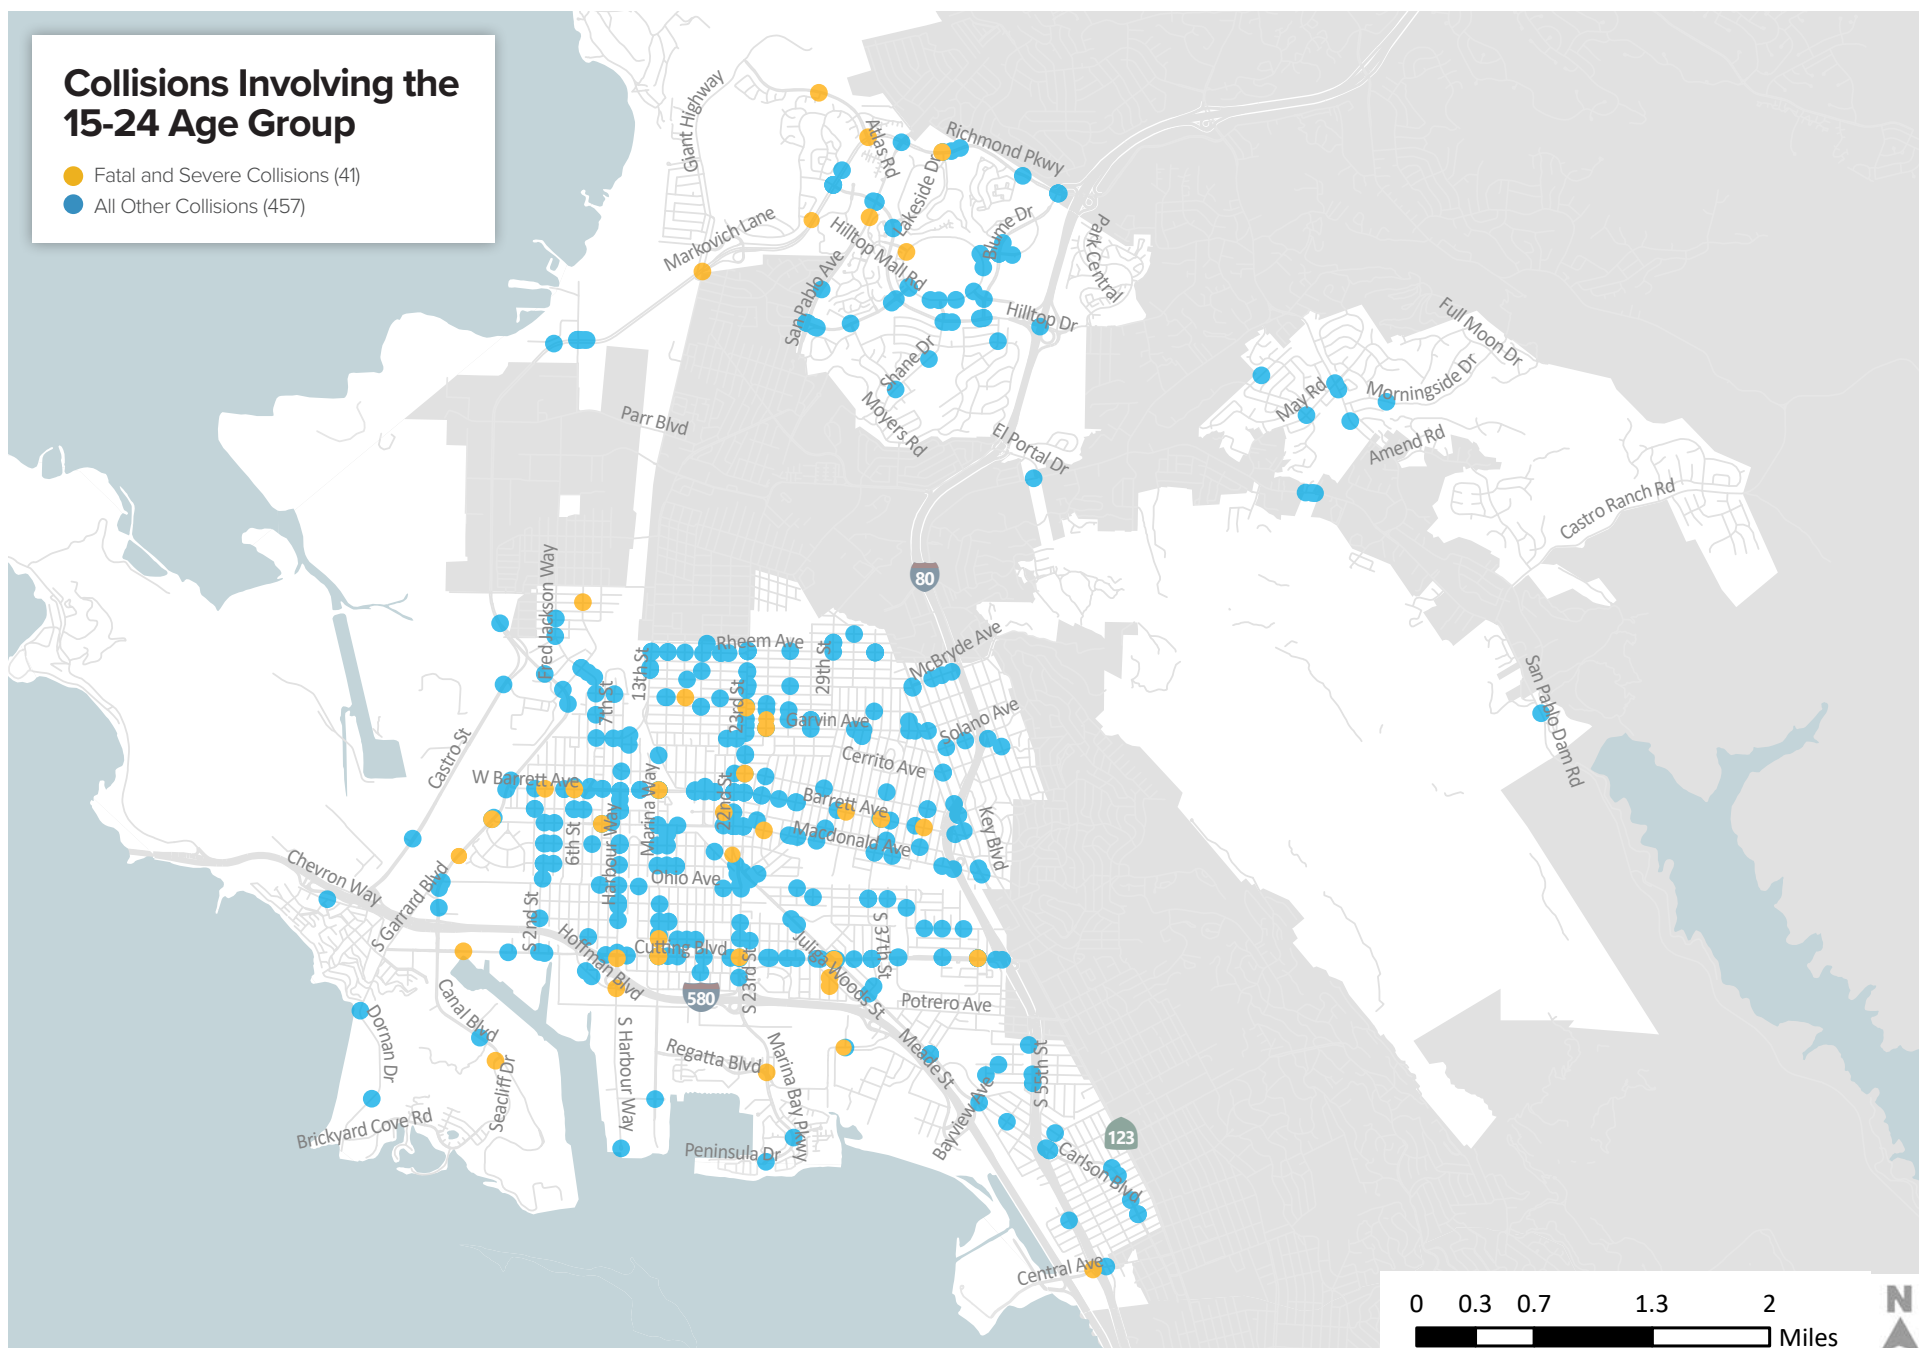 Collisions Involving the
15-24 Age Group
Fatal and Severe Collisions (41)
All Other Collisions (457)
Giant Highway
Atlas Rd
Richmond Pkwy
Lakeside Dr
Markovich Lane
Hilltop Mall Rd
Blume Dr
Park Central
San Pablo Ave
Hilltop Dr
Shane Dr
Moyers Rd
Parr Blvd
El Portal Dr
Full Moon Dr
May Rd
Morningside Dr
Amend Rd
Castro Ranch Rd
80
Fred Jackson Way
Rheem Ave
McBryde Ave
13th St
29th St
7th St
23rd St
Garvin Ave
Solano Ave
San Pablo Dam Rd
Castro St
Cerrito Ave
W Barrett Ave
Marina Way
22nd St
Barrett Ave
Key Blvd
6th St
Harbour Way
Macdonald Ave
Chevron Way
Ohio Ave
S Garrard Blvd
S 2nd St
Hoffman Blvd
Cutting Blvd
S 23rd St
Juliga Woods St
S 37th St
580
Potrero Ave
Canal Blvd
Dornan Dr
Seacliff Dr
S Harbour Way
Regatta Blvd
Marina Bay Pkwy
Meade St
S 55th St
Bayview Ave
Brickyard Cove Rd
Peninsula Dr
123
Carlson Blvd
Central Ave
0 0.3 0.7 1.3 2
Miles
N